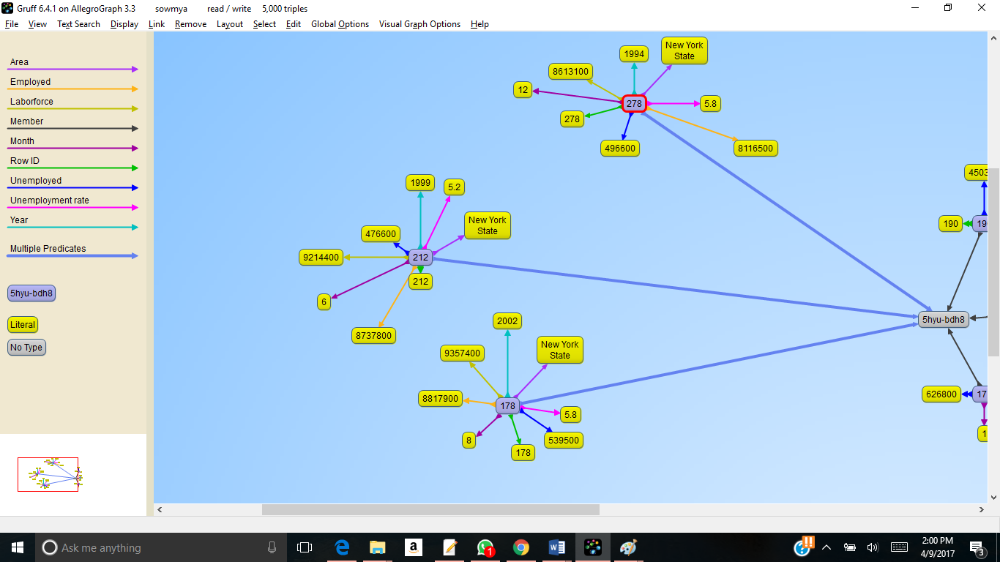 Gruff 6.4.1 on AllegroGraph 3.3 sowmya read / write 5,000 triples
File View Text Search Display Link Remove Layout Select Edit Global Options Visual Graph Options Help
Area
Employed
Laborforce
Member
Month
Row ID
Unemployed
Unemployment rate
Year
Multiple Predicates
5hyu-bdh8
Literal
No Type
1994
New York
State
8613100
12
278
5.8
278
496600
8116500
1999
5.2
New York
State
476600
9214400
212
212
6
8737800
2002
9357400
New York
State
8817900
178
5.8
8
539500
178
4503
190
19
5hyu-bdh8
626800
17
1
Ask me anything
a
1
2:00 PM
4/9/2017
3